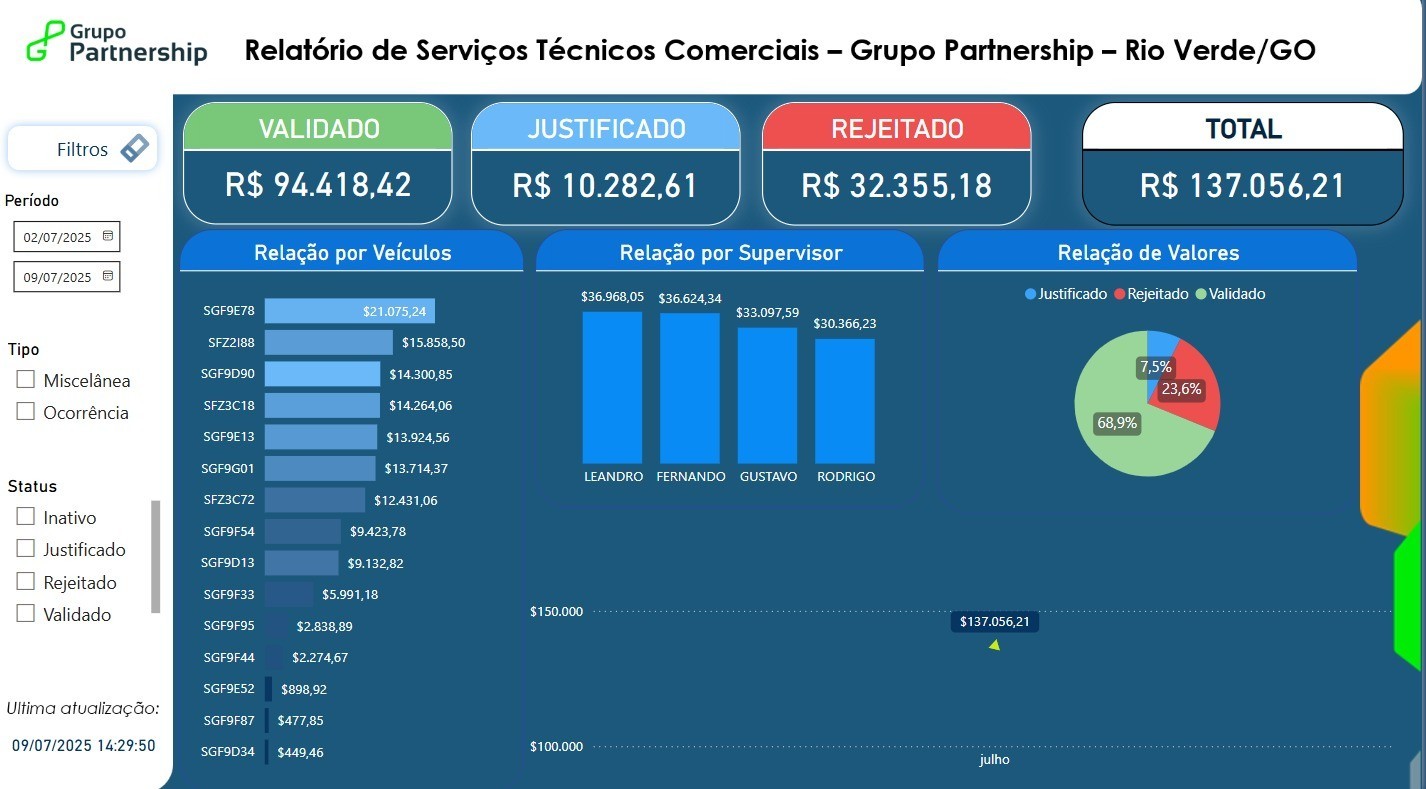 Grupo
Partnership
Relatório de Serviços Técnicos Comerciais – Grupo Partnership – Rio Verde/GO
Filtros
Período
02/07/2025
09/07/2025
Tipo
Miscelânea
Ocorrência
Status
Inativo
Justificado
Rejeitado
Validado
Ultima atualização:
09/07/2025 14:29:50
VALIDADO
R$ 94.418,42
JUSTIFICADO
R$ 10.282,61
REJEITADO
R$ 32.355,18
TOTAL
R$ 137.056,21
Relação por Veículos
SGF9E78 $21.075,24
SFZ2I88 $15.858,50
SGF9D90 $14.300,85
SFZ3C18 $14.264,06
SGF9E13 $13.924,56
SGF9G01 $13.714,37
SFZ3C72 $12.431,06
SGF9F54 $9.423,78
SGF9D13 $9.132,82
SGF9F33 $5.991,18
SGF9F95 $2.838,89
SGF9F44 $2.274,67
SGF9E52 $898,92
SGF9F87 $477,85
SGF9D34 $449,46
Relação por Supervisor
$36.968,05 $36.624,34 $33.097,59 $30.366,23
LEANDRO FERNANDO GUSTAVO RODRIGO
Relação de Valores
Justificado Rejeitado Validado
7,5%
23,6%
68,9%
$150.000
$137.056,21
$100.000
julho